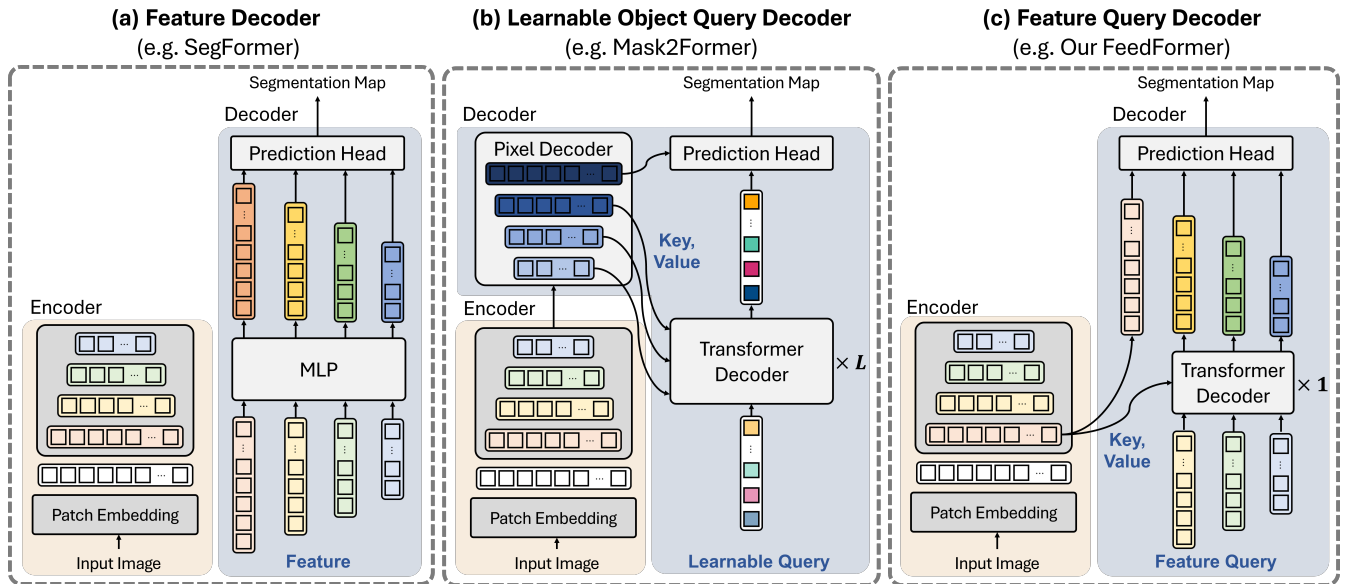 (a) Feature Decoder
(e.g. SegFormer)
Segmentation Map
Decoder
Prediction Head
...
Encoder
MLP
Patch Embedding
Input Image
Feature
(b) Learnable Object Query Decoder
(e.g. Mask2Former)
Segmentation Map
Decoder
Pixel Decoder
Prediction Head
Key,
Value
Encoder
Transformer
Decoder
× L
Patch Embedding
Input Image
Learnable Query
(c) Feature Query Decoder
(e.g. Our FeedFormer)
Segmentation Map
Decoder
Prediction Head
Encoder
Transformer
Decoder
× 1
Key,
Value
Patch Embedding
Input Image
Feature Query